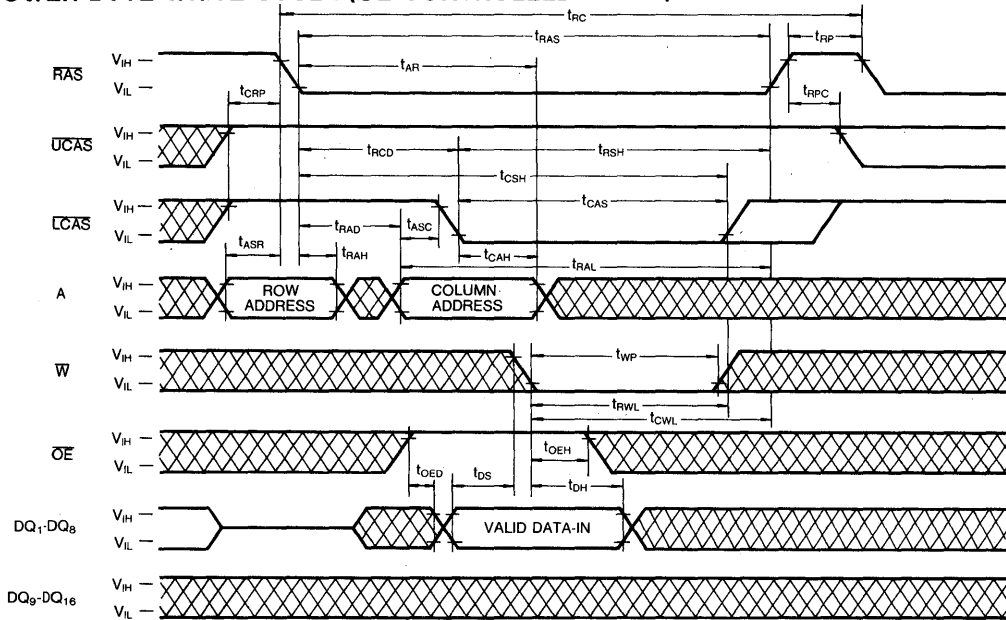 tRC
tRAS
tRP
RAS
VIH
VIL
tAR
tCRP
tRPC
UCAS
VIH
VIL
tRCD
tRSH
tCSH
LCAS
VIH
VIL
tCAS
tRAD
tASC
tASR
tRAH
tCAH
tRAL
A
VIH
VIL
ROW
ADDRESS
COLUMN
ADDRESS
W
VIH
VIL
tWP
tRWL
tCWL
OE
VIH
VIL
tOEH
tOED
tDS
tDH
DQ1-DQ8
VIH
VIL
VALID DATA-IN
DQ9-DQ16
VIH
VIL